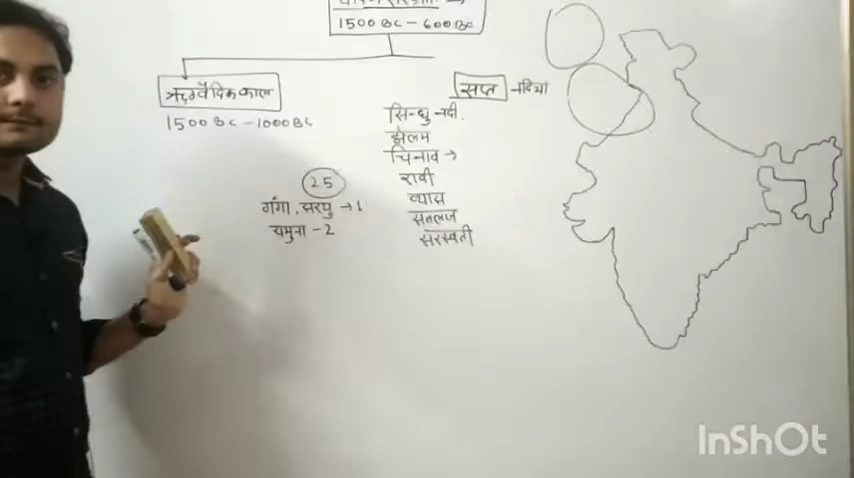 1500 BC - 600 BC
ऋग्वैदिक काल
1500 BC - 1000 BC
सप्त - नदियां
सिन्धु नदी.
झेलम
चिनाव →
रावी
व्यास
सतलज
सरस्वती
25
गंगा, सरयु → 1
यमुना - 2
InShOt